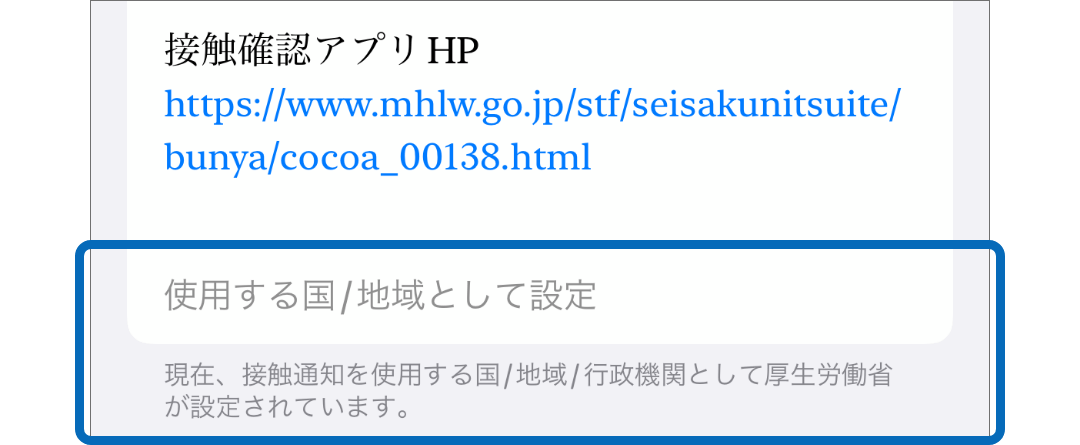 接触確認アプリHP
https://www.mhlw.go.jp/stf/seisakunitsuite/
bunya/cocoa_00138.html
使用する国/地域として設定
現在、接触通知を使用する国/地域/行政機関として厚生労働省
が設定されています。